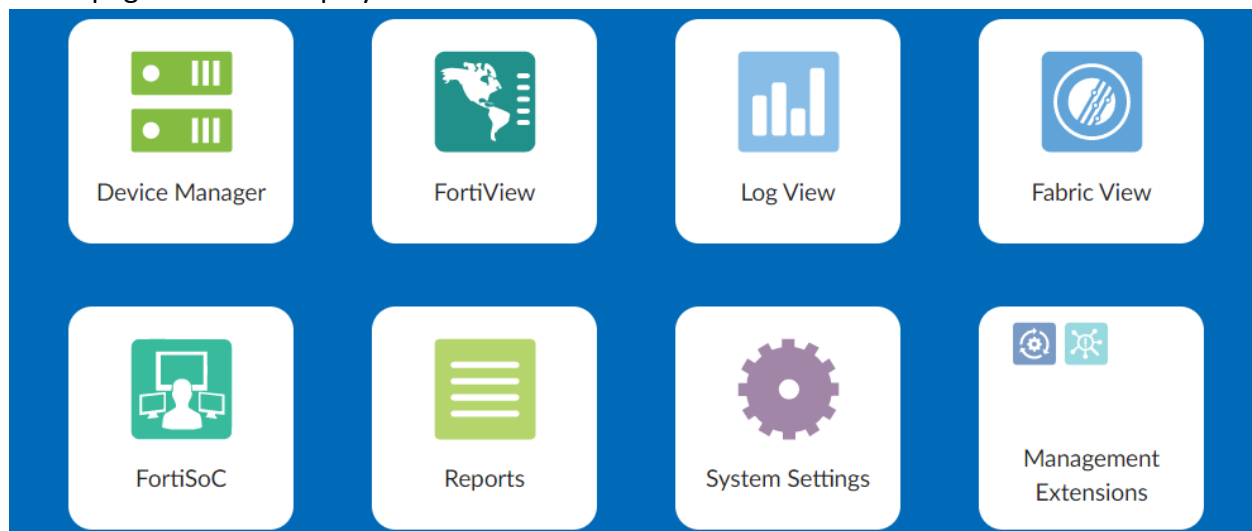 Device Manager
FortiView
Log View
Fabric View
FortiSoC
Reports
System Settings
Management
Extensions